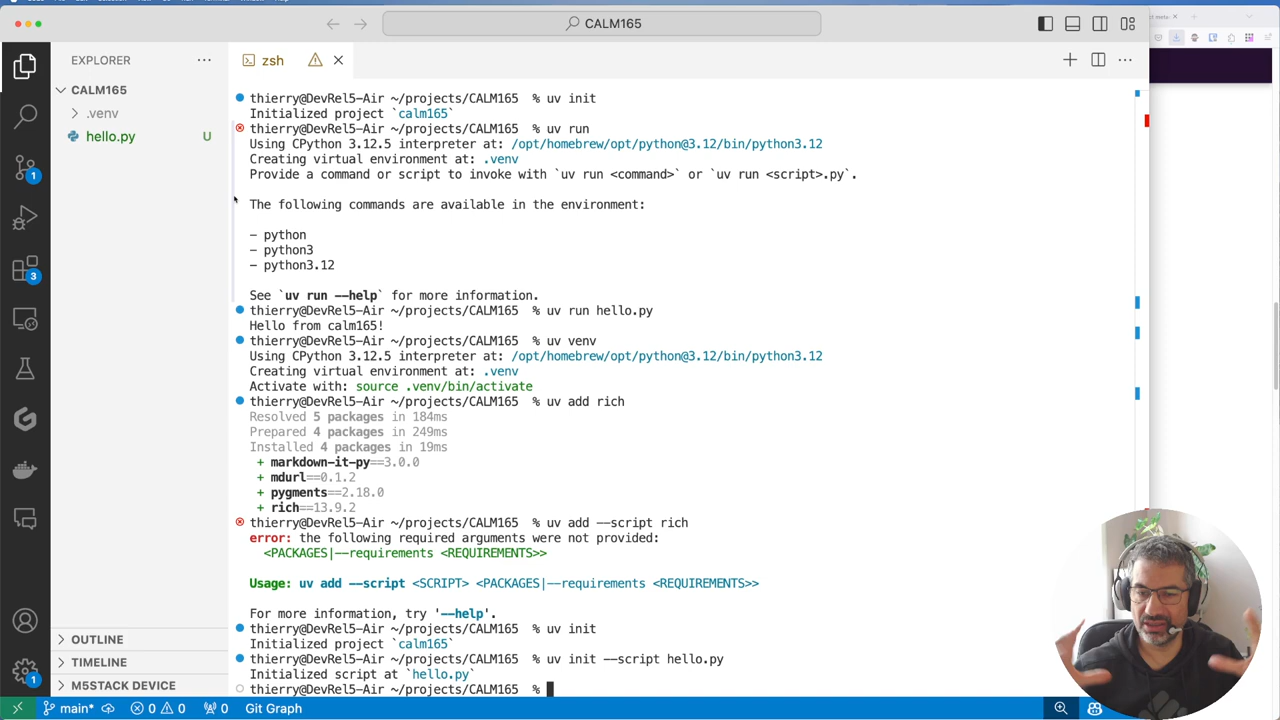 CALM165
EXPLORER
zsh
CALM165
.venv
hello.py
U
1
3
1
OUTLINE
TIMELINE
M5STACK DEVICE
thierry@DevRel5-Air ~/projects/CALM165 % uv init
Initialized project `calm165`
thierry@DevRel5-Air ~/projects/CALM165 % uv run
Using CPython 3.12.5 interpreter at: /opt/homebrew/opt/python@3.12/bin/python3.12
Creating virtual environment at: .venv
Provide a command or script to invoke with `uv run <command>` or `uv run <script>.py`.
The following commands are available in the environment:
- python
- python3
- python3.12
See `uv run --help` for more information.
thierry@DevRel5-Air ~/projects/CALM165 % uv run hello.py
Hello from calm165!
thierry@DevRel5-Air ~/projects/CALM165 % uv venv
Using CPython 3.12.5 interpreter at: /opt/homebrew/opt/python@3.12/bin/python3.12
Creating virtual environment at: .venv
Activate with: source .venv/bin/activate
thierry@DevRel5-Air ~/projects/CALM165 % uv add rich
Resolved 5 packages in 184ms
Prepared 4 packages in 249ms
Installed 4 packages in 19ms
+ markdown-it-py==3.0.0
+ mdurl==0.1.2
+ pygments==2.18.0
+ rich==13.9.2
thierry@DevRel5-Air ~/projects/CALM165 % uv add --script rich
error: the following required arguments were not provided:
<PACKAGES|--requirements <REQUIREMENTS>>
Usage: uv add --script <SCRIPT> <PACKAGES|--requirements <REQUIREMENTS>>
For more information, try '--help'.
thierry@DevRel5-Air ~/projects/CALM165 % uv init
Initialized project `calm165`
thierry@DevRel5-Air ~/projects/CALM165 % uv init --script hello.py
Initialized script at `hello.py`
thierry@DevRel5-Air ~/projects/CALM165 %
main* 0 0 0 Git Graph